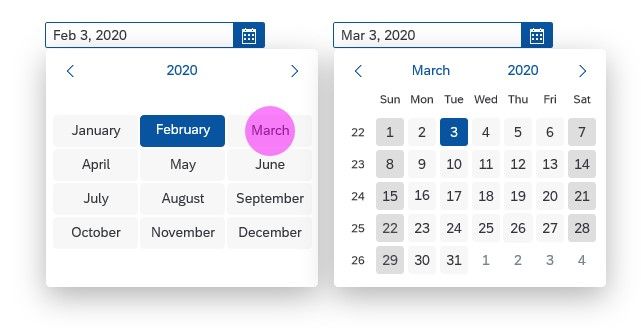 Feb 3, 2020
2020
January February March
April May June
July August September
October November December
Mar 3, 2020
March 2020
Sun Mon Tue Wed Thu Fri Sat
22 1 2 3 4 5 6 7
23 8 9 10 11 12 13 14
24 15 16 17 18 19 20 21
25 22 23 24 25 26 27 28
26 29 30 31 1 2 3 4